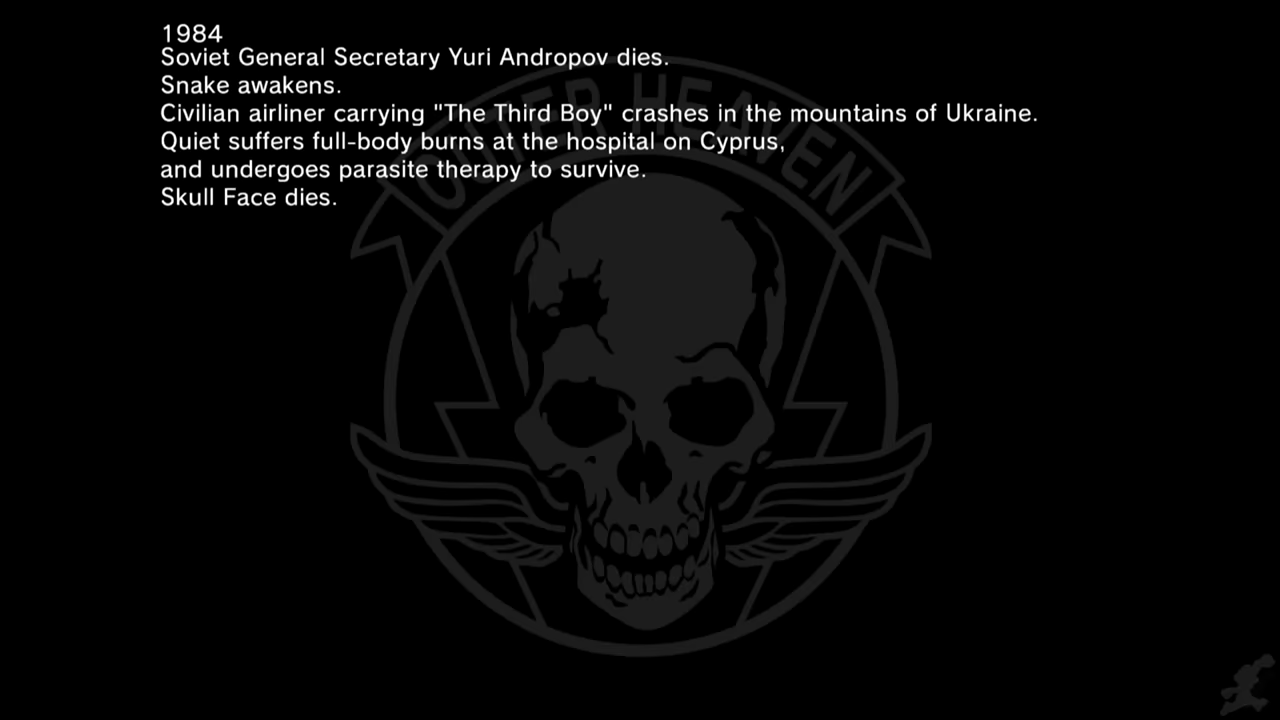 1984
Soviet General Secretary Yuri Andropov dies.
Snake awakens.
Civilian airliner carrying "The Third Boy" crashes in the mountains of Ukraine.
Quiet suffers full-body burns at the hospital on Cyprus,
and undergoes parasite therapy to survive.
Skull Face dies.
OUTER HEAVEN